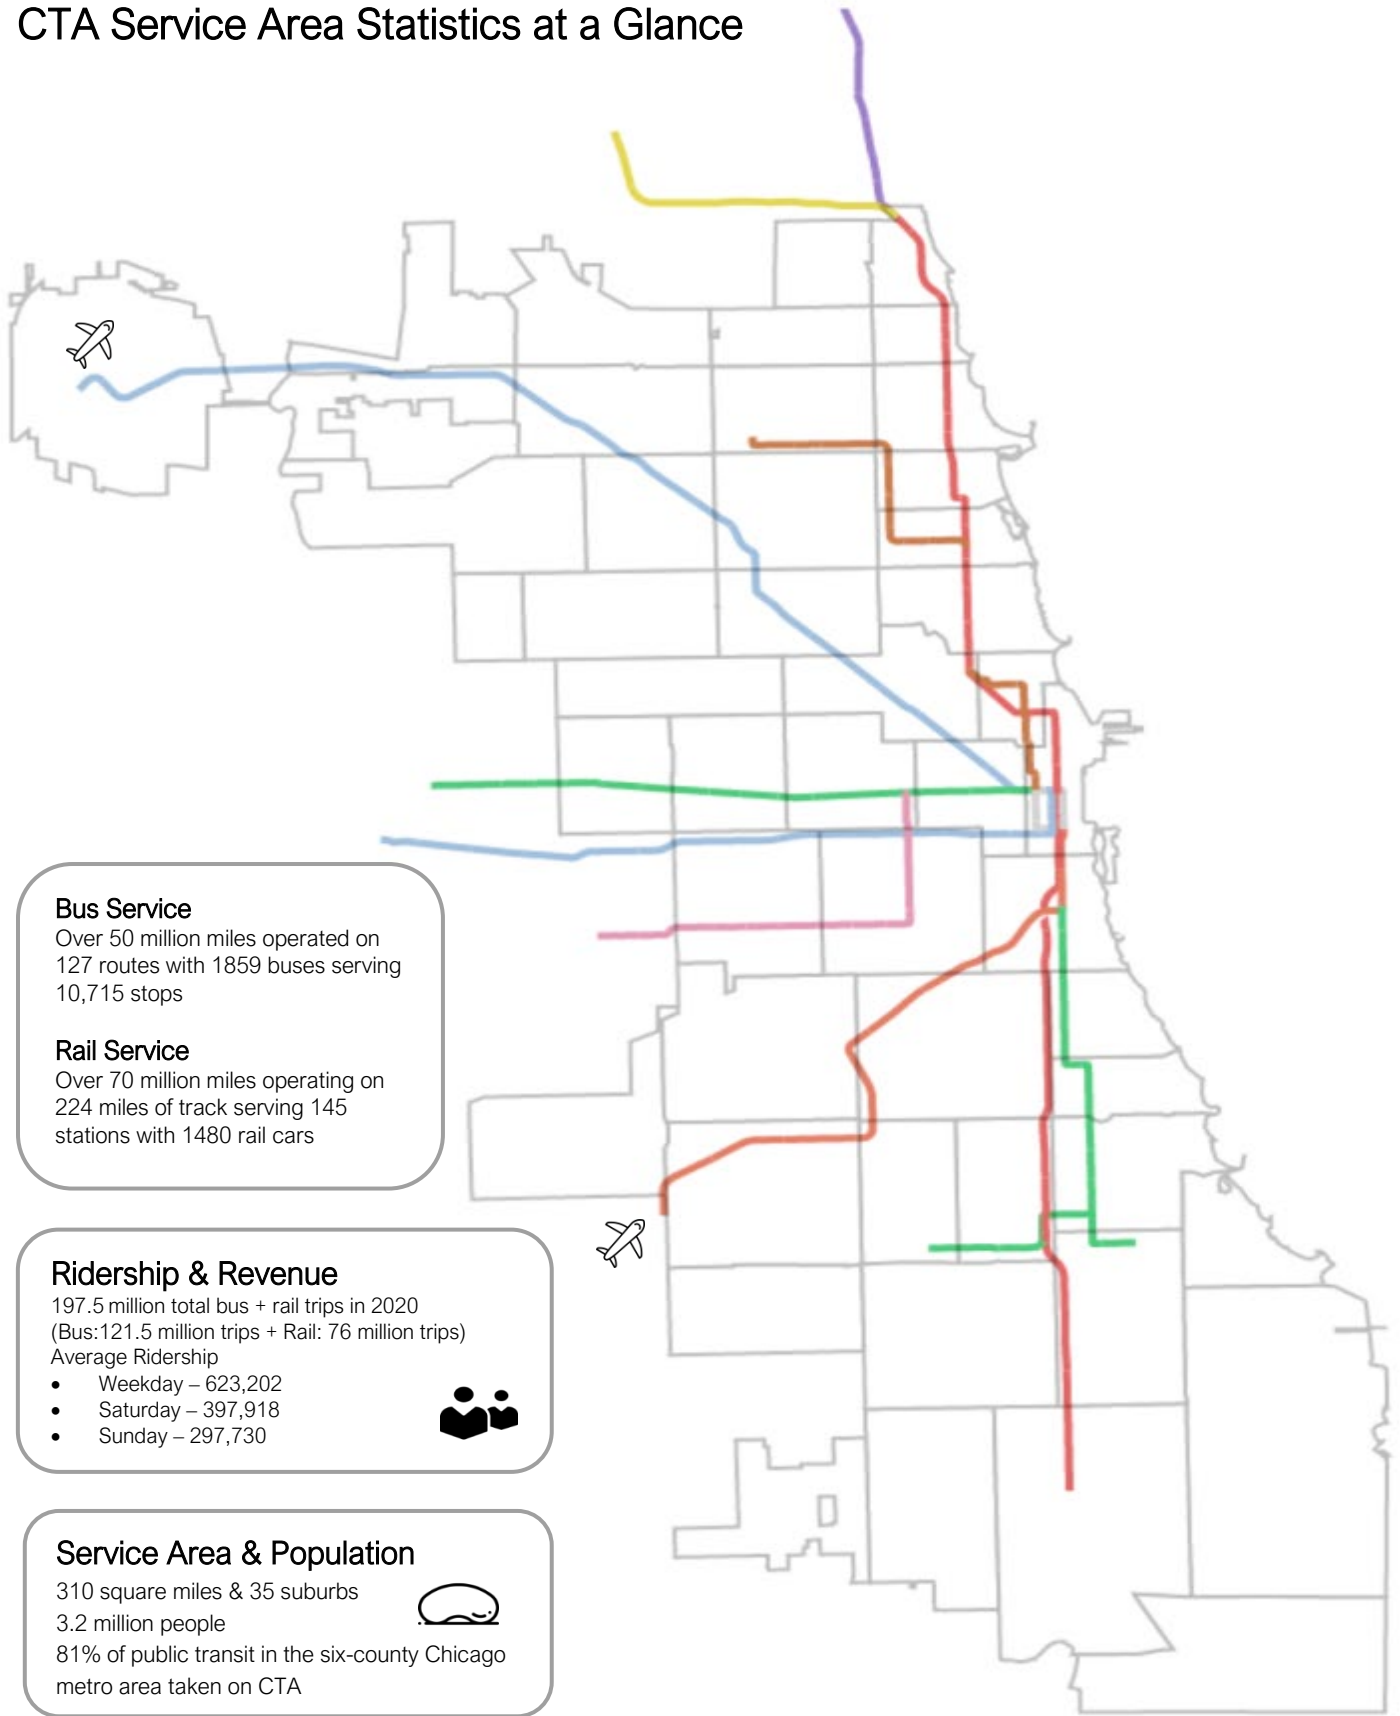 CTA Service Area Statistics at a Glance
Bus Service
Over 50 million miles operated on
127 routes with 1859 buses serving
10,715 stops
Rail Service
Over 70 million miles operating on
224 miles of track serving 145
stations with 1480 rail cars
Ridership & Revenue
197.5 million total bus + rail trips in 2020
(Bus:121.5 million trips + Rail: 76 million trips)
Average Ridership
• Weekday – 623,202
• Saturday – 397,918
• Sunday – 297,730
Service Area & Population
310 square miles & 35 suburbs
3.2 million people
81% of public transit in the six-county Chicago
metro area taken on CTA